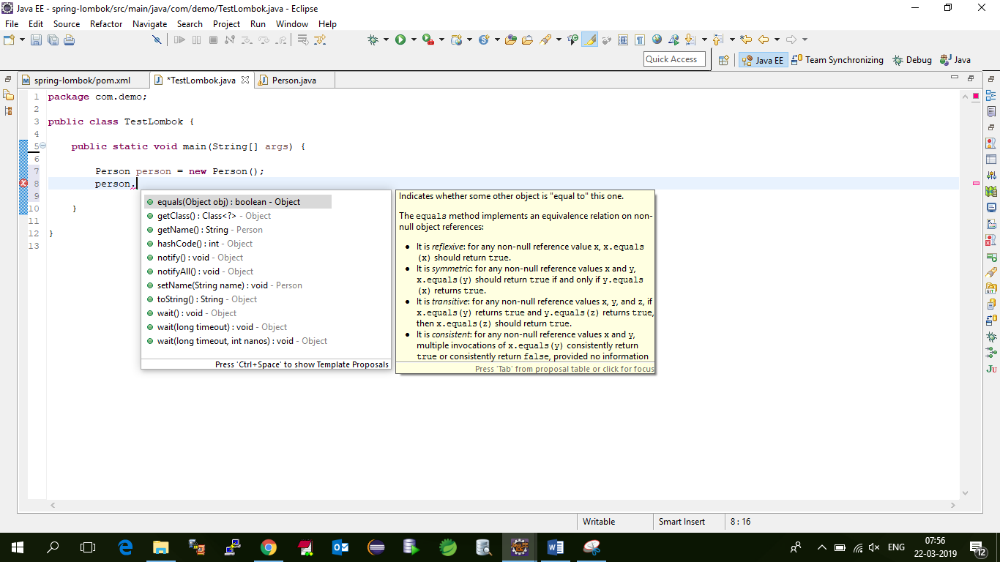 Java EE - spring-lombok/src/main/java/com/demo/TestLombok.java - Eclipse
File Edit Source Refactor Navigate Search Project Run Window Help
Quick Access
Java EE
Team Synchronizing
Debug
Java
spring-lombok/pom.xml
*TestLombok.java
Person.java
1 package com.demo;
2
3 public class TestLombok {
4
5 public static void main(String[] args) {
6
7 Person person = new Person();
8 person.
9
10 }
11
12 }
13
equals(Object obj) : boolean - Object
getClass() : Class<?> - Object
getName() : String - Person
hashCode() : int - Object
notify() : void - Object
notifyAll() : void - Object
setName(String name) : void - Person
toString() : String - Object
wait() : void - Object
wait(long timeout) : void - Object
wait(long timeout, int nanos) : void - Object
Press 'Ctrl+Space' to show Template Proposals
Indicates whether some other object is "equal to" this one.
The equals method implements an equivalence relation on non-
null object references:
• It is reflexive: for any non-null reference value x, x.equals
(x) should return true.
• It is symmetric: for any non-null reference values x and y,
x.equals(y) should return true if and only if y.equals
(x) returns true.
• It is transitive: for any non-null reference values x, y, and z, if
x.equals(y) returns true and y.equals(z) returns true,
then x.equals(z) should return true.
• It is consistent: for any non-null reference values x and y,
multiple invocations of x.equals(y) consistently return
true or consistently return false, provided no information
Press 'Tab' from proposal table or click for focus
Writable
Smart Insert
8 : 16
ENG
07:56
22-03-2019
12